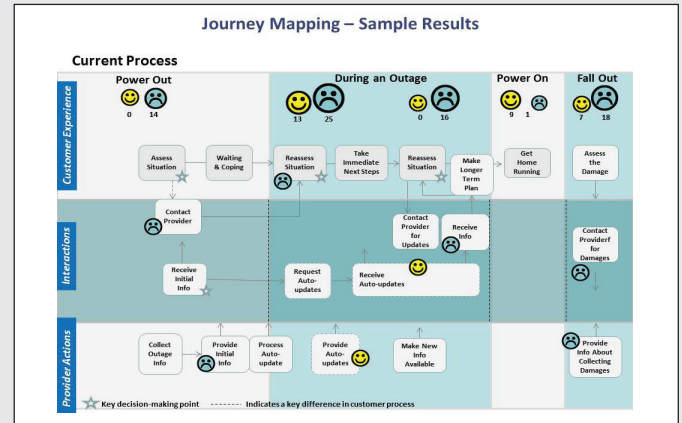 Journey Mapping – Sample Results
Current Process
Power Out
During an Outage
Power On
Fall Out
0 14
13 25
0 16
9 1
7 18
Customer Experience
Assess
Situation
Waiting
& Coping
Reassess
Situation
Take
Immediate
Next Steps
Reassess
Situation
Make
Longer
Term
Plan
Get
Home
Running
Assess
the
Damage
Interactions
Contact
Provider
Contact
Provider
for
Updates
Receive
Info
Contact
Providerf
for
Damages
Receive
Initial
Info
Request
Auto-
updates
Receive
Auto-updates
Provider Actions
Collect
Outage
Info
Provide
Initial
Info
Process
Auto-
update
Provide
Auto-
updates
Make New
Info
Available
Provide
Info About
Collecting
Damages
Key decision-making point
Indicates a key difference in customer process